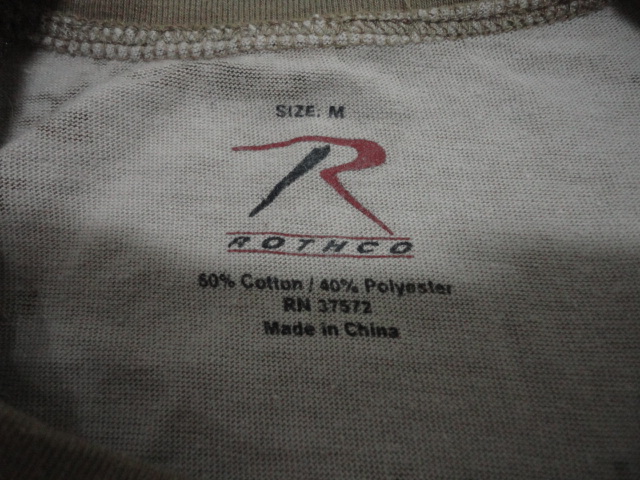 SIZE: M
R
ROTHCO
60% Cotton / 40% Polyester
RN 37572
Made in China